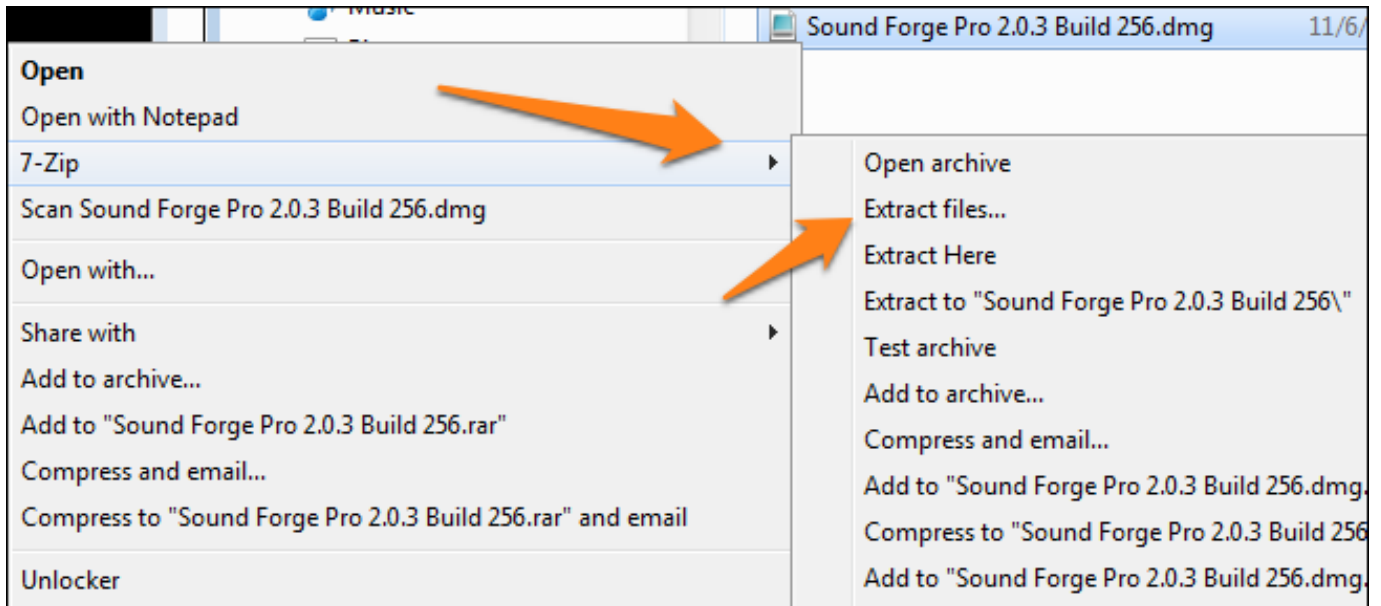 Music
Sound Forge Pro 2.0.3 Build 256.dmg 11/6/
Open
Open with Notepad
7-Zip
Scan Sound Forge Pro 2.0.3 Build 256.dmg
Open with...
Share with
Add to archive...
Add to "Sound Forge Pro 2.0.3 Build 256.rar"
Compress and email...
Compress to "Sound Forge Pro 2.0.3 Build 256.rar" and email
Unlocker
Open archive
Extract files...
Extract Here
Extract to "Sound Forge Pro 2.0.3 Build 256\"
Test archive
Add to archive...
Compress and email...
Add to "Sound Forge Pro 2.0.3 Build 256.dmg.
Compress to "Sound Forge Pro 2.0.3 Build 256
Add to "Sound Forge Pro 2.0.3 Build 256.dmg.